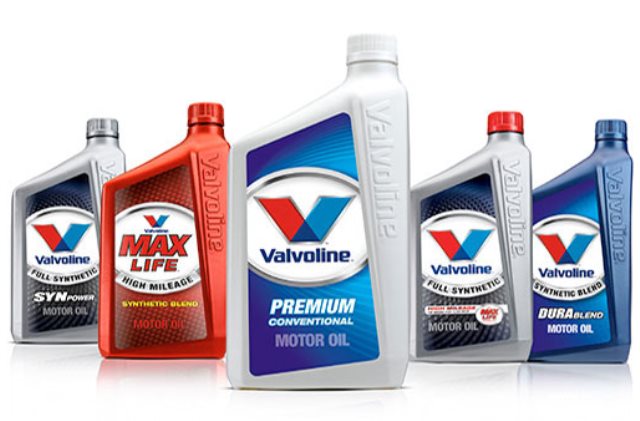 Valvoline
Valvoline
FULL SYNTHETIC
SYNPOWER
MOTOR OIL
Valvoline
Valvoline
MAX
LIFE
HIGH MILEAGE
SYNTHETIC BLEND
MOTOR OIL
Valvoline
Valvoline
PREMIUM
CONVENTIONAL
MOTOR OIL
Valvoline
Valvoline
FULL SYNTHETIC
HIGH MILEAGE
MAX
LIFE
MOTOR OIL
Valvoline
Valvoline
SYNTHETIC BLEND
DURABLEND
MOTOR OIL